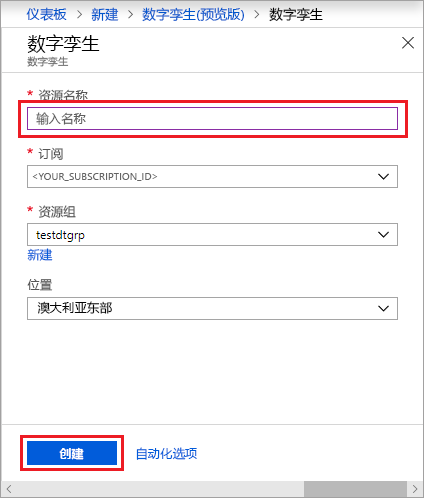 仪表板 > 新建 > 数字孪生(预览版) > 数字孪生
数字孪生
数字孪生
* 资源名称
输入名称
* 订阅
<YOUR_SUBSCRIPTION_ID>
* 资源组
testdtgrp
新建
位置
澳大利亚东部
创建 自动化选项